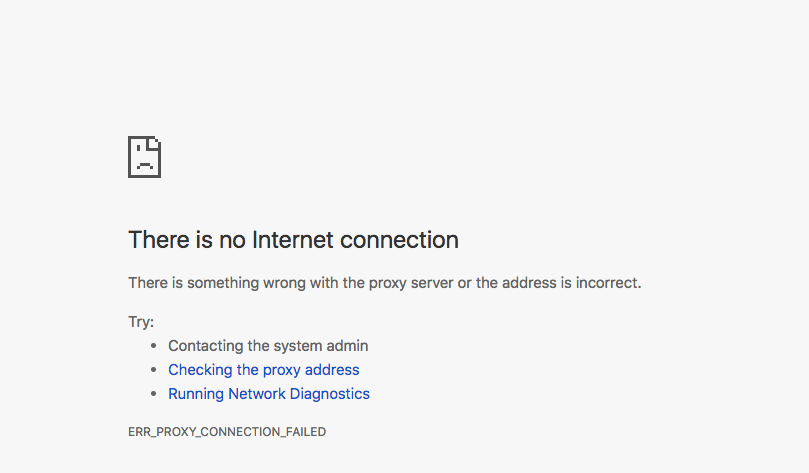 There is no Internet connection
There is something wrong with the proxy server or the address is incorrect.
Try:
• Contacting the system admin
• Checking the proxy address
• Running Network Diagnostics
ERR_PROXY_CONNECTION_FAILED